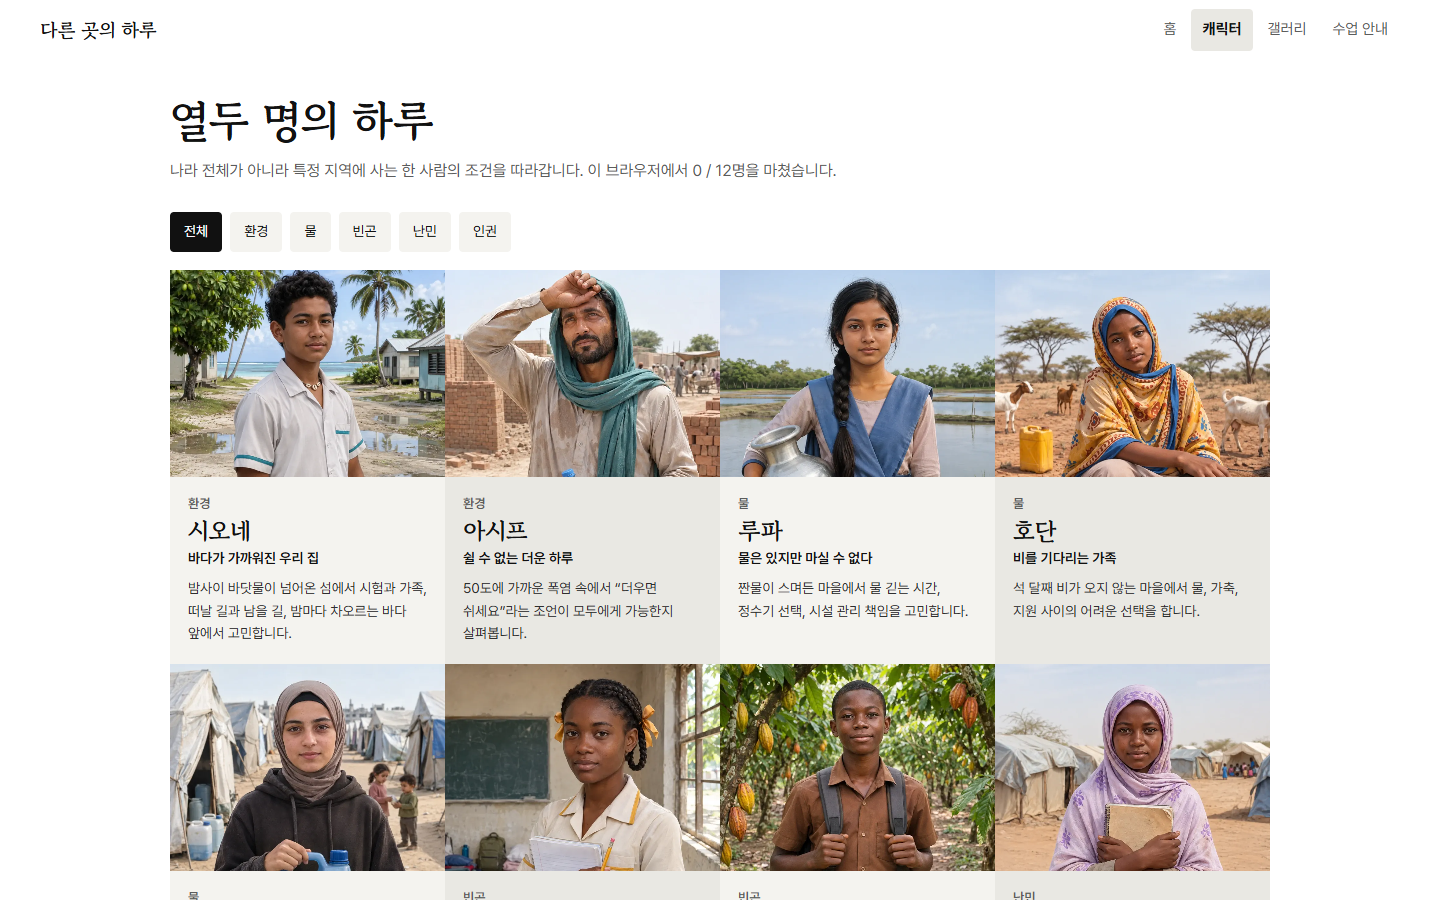 다른 곳의 하루
홈
캐릭터
갤러리
수업 안내
열두 명의 하루
나라 전체가 아니라 특정 지역에 사는 한 사람의 조건을 따라갑니다. 이 브라우저에서 0 / 12명을 마쳤습니다.
전체
환경
물
빈곤
난민
인권
환경
시오네
바다가 가까워진 우리 집
밤사이 바닷물이 넘어온 섬에서 시험과 가족,
떠날 길과 남을 길, 밤마다 차오르는 바다
앞에서 고민합니다.
환경
아시프
쉴 수 없는 더운 하루
50도에 가까운 폭염 속에서 “더우면
쉬세요”라는 조언이 모두에게 가능한지
살펴봅니다.
물
루파
물은 있지만 마실 수 없다
짠물이 스며든 마을에서 물 긷는 시간,
정수기 선택, 시설 관리 책임을 고민합니다.
물
호단
비를 기다리는 가족
석 달째 비가 오지 않는 마을에서 물, 가축,
지원 사이의 어려운 선택을 합니다.
물
빈곤
빈곤
난민